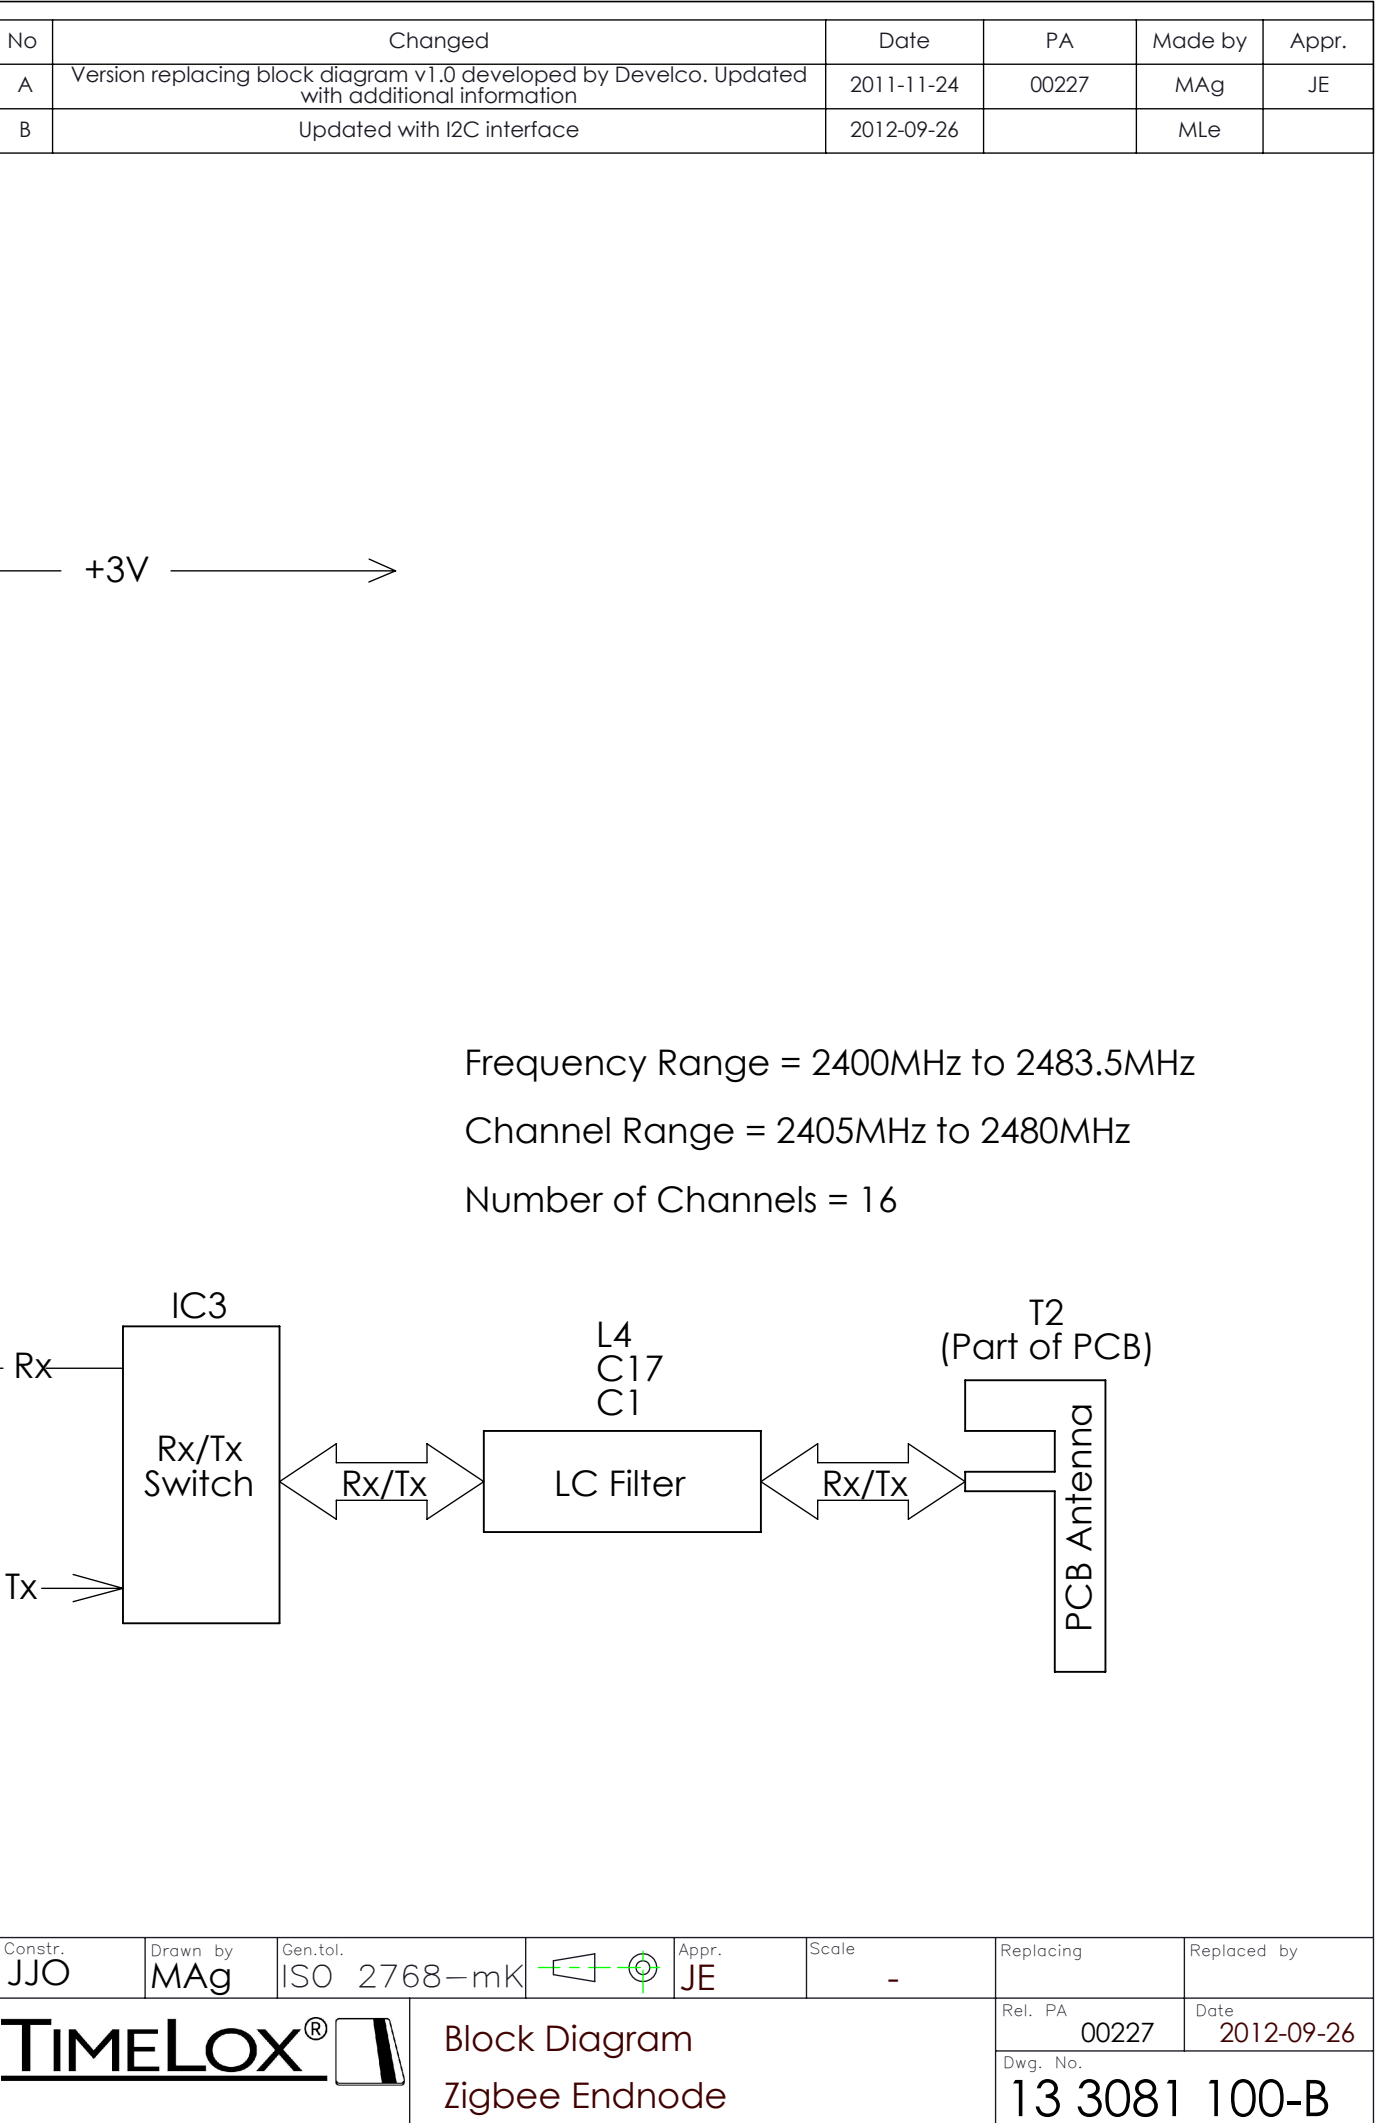 No Changed Date PA Made by Appr.
A Version replacing block diagram v1.0 developed by Develco. Updated with additional information 2011-11-24 00227 MAg JE
B Updated with I2C interface 2012-09-26 MLe
+3V
Frequency Range = 2400MHz to 2483.5MHz
Channel Range = 2405MHz to 2480MHz
Number of Channels = 16
IC3
Rx
Rx/Tx
Switch
Tx
Rx/Tx
L4
C17
C1
LC Filter
Rx/Tx
T2
(Part of PCB)
PCB Antenna
Constr.
JJO
Drawn by
MAg
Gen.tol.
ISO 2768-mK
Appr.
JE
Scale
-
Replacing
Replaced by
TIMELOX®
Block Diagram
Zigbee Endnode
Rel. PA
00227
Date
2012-09-26
Dwg. No.
13 3081 100-B